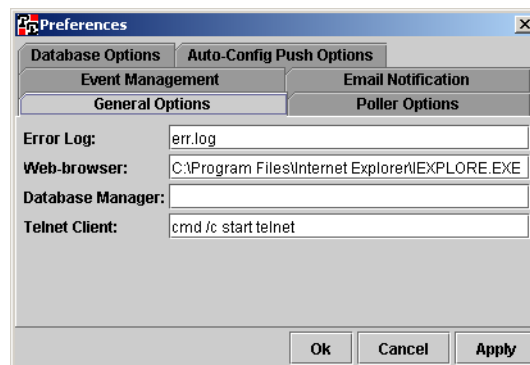 Preferences
Database Options Auto-Config Push Options
Event Management Email Notification
General Options Poller Options
Error Log: err.log
Web-browser: C:\Program Files\Internet Explorer\IEXPLORE.EXE
Database Manager:
Telnet Client: cmd /c start telnet
Ok Cancel Apply